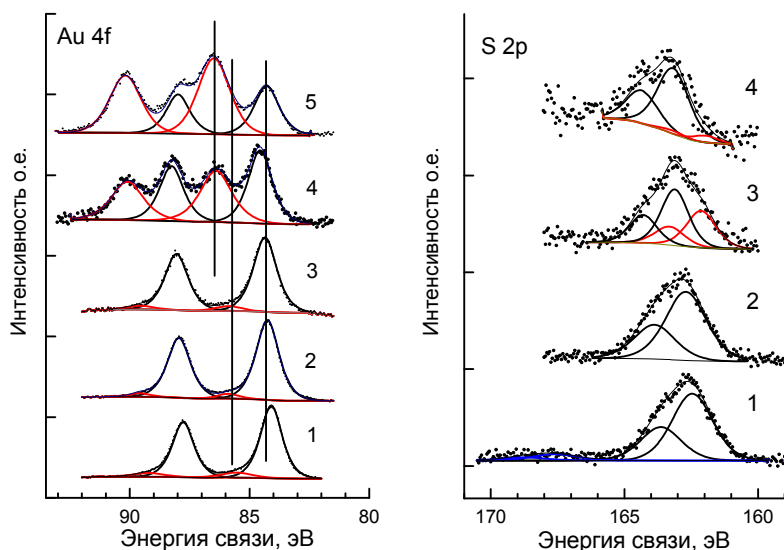 Au 4f
5
4
3
2
1
Интенсивность о.е.
90
85
80
Энергия связи, эВ
S 2p
4
3
2
1
Интенсивность о.е.
170
165
160
Энергия связи, эВ